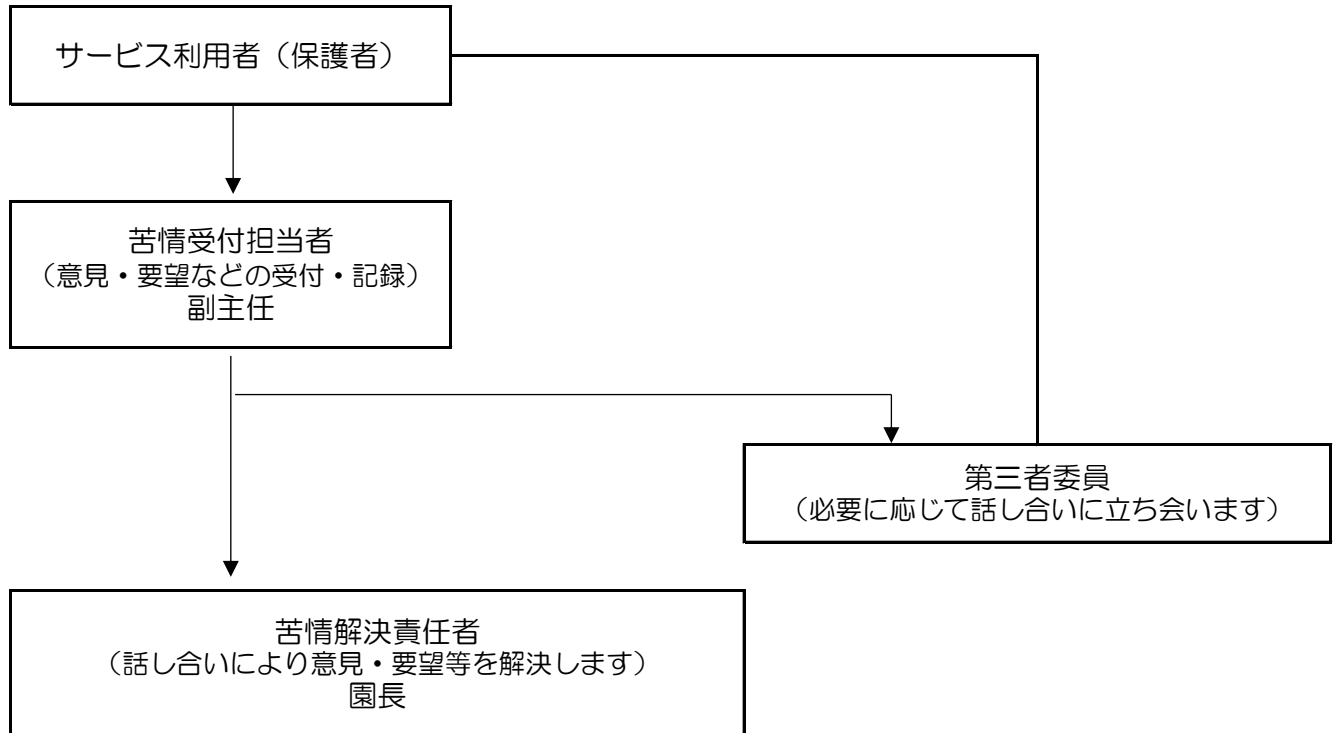 サービス利用者（保護者）
苦情受付担当者
（意見・要望などの受付・記録）
副主任
第三者委員
（必要に応じて話し合いに立ち会います）
苦情解決責任者
（話し合いにより意見・要望等を解決します）
園長